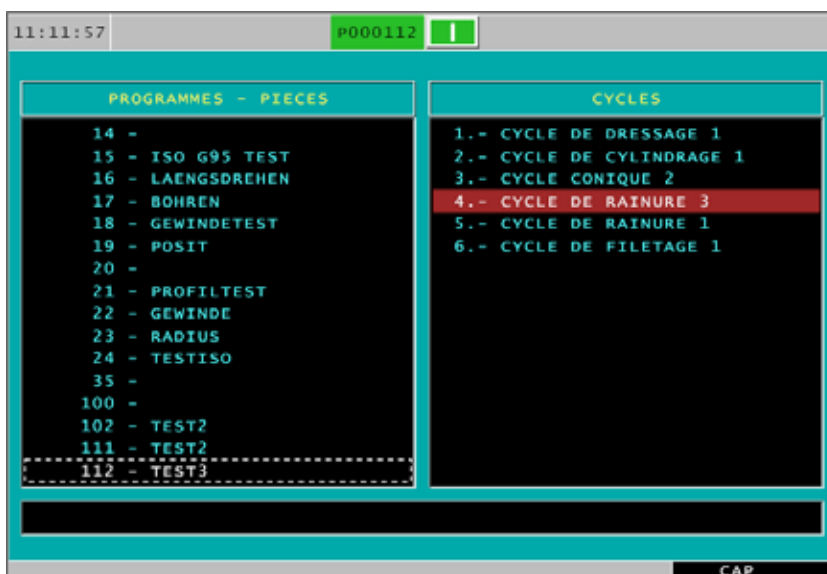 11:11:57
P000112
PROGRAMMES - PIECES
14 -
15 - ISO G95 TEST
16 - LAENGSDREHEN
17 - BOHREN
18 - GEWINDETEST
19 - POSIT
20 -
21 - PROFILTEST
22 - GEWINDE
23 - RADIUS
24 - TESTISO
35 -
100 -
102 - TEST2
111 - TEST2
112 - TEST3
CYCLES
1.- CYCLE DE DRESSAGE 1
2.- CYCLE DE CYLINDRAGE 1
3.- CYCLE CONIQUE 2
4.- CYCLE DE RAINURE 3
5.- CYCLE DE RAINURE 1
6.- CYCLE DE FILETAGE 1
CAP